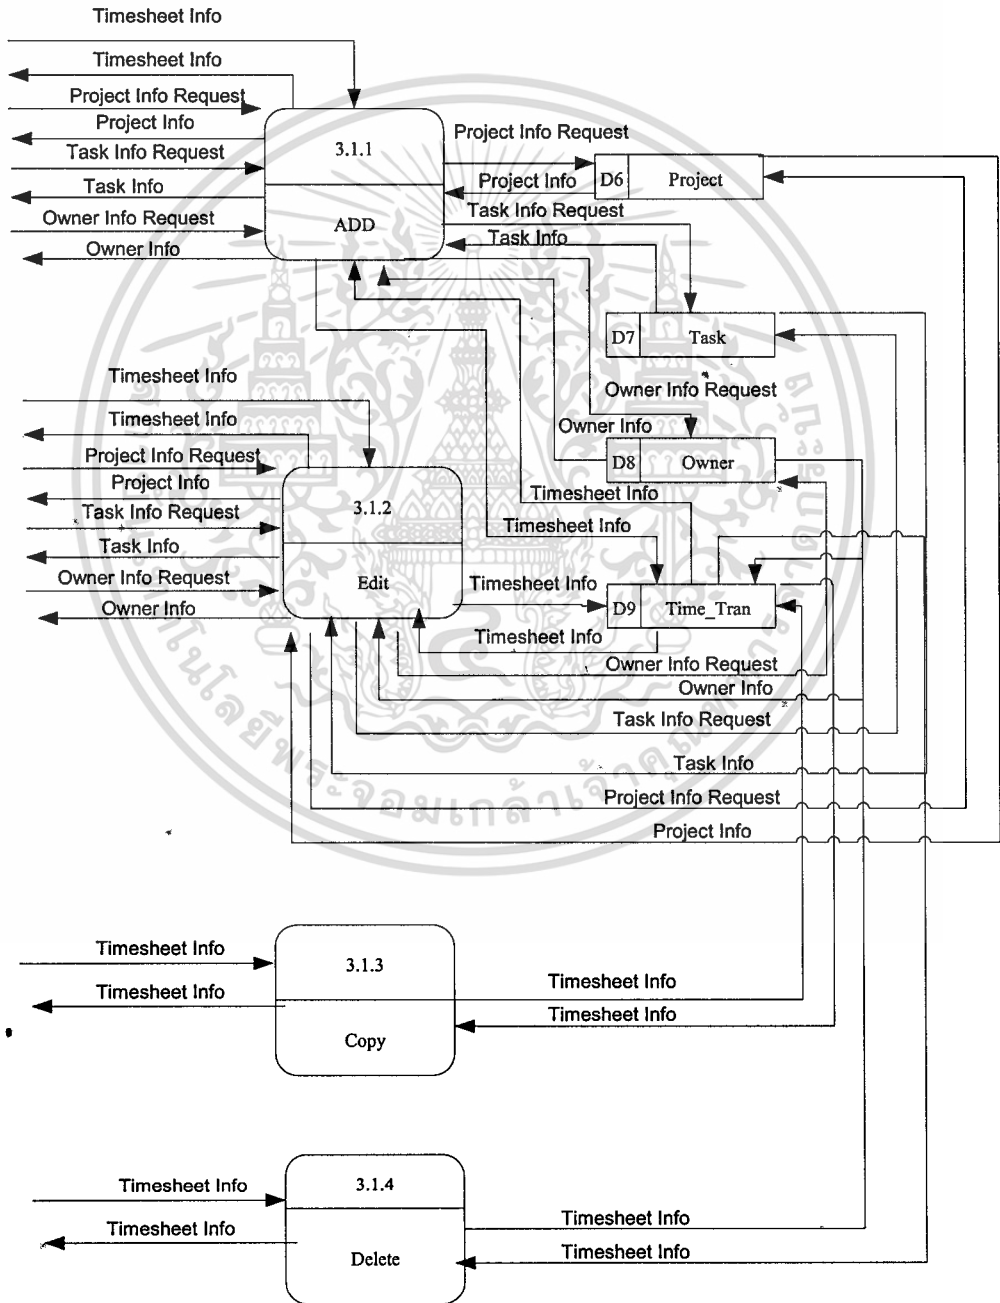 Timesheet Info
Timesheet Info
Project Info Request
Project Info
Task Info Request
Task Info
Owner Info Request
Owner Info
3.1.1
ADD
Project Info Request
Project Info
Task Info Request
Task Info
D6 Project
D7 Task
Owner Info Request
Owner Info
D8 Owner
Timesheet Info
Timesheet Info
Timesheet Info
Timesheet Info
Project Info Request
Project Info
Task Info Request
Task Info
Owner Info Request
Owner Info
3.1.2
Edit
Timesheet Info
D9 Time_Tran
Timesheet Info
Owner Info Request
Owner Info
Task Info Request
Task Info
Project Info Request
Project Info
Timesheet Info
Timesheet Info
3.1.3
Copy
Timesheet Info
Timesheet Info
Timesheet Info
Timesheet Info
3.1.4
Delete
Timesheet Info
Timesheet Info